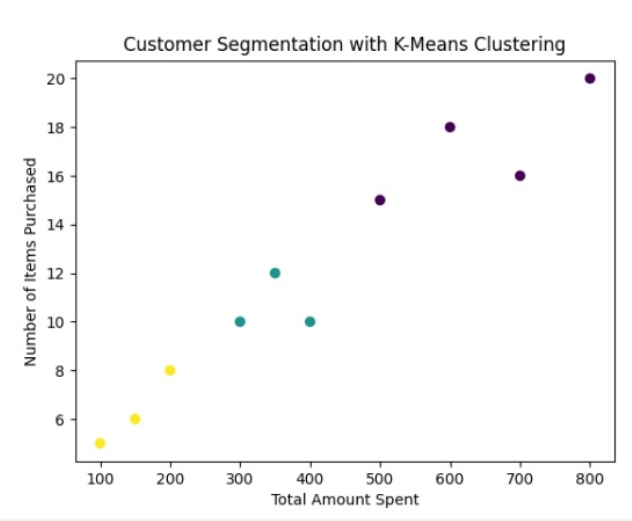 Customer Segmentation with K-Means Clustering
20
18
16
14
12
10
8
6
Number of Items Purchased
100 200 300 400 500 600 700 800
Total Amount Spent